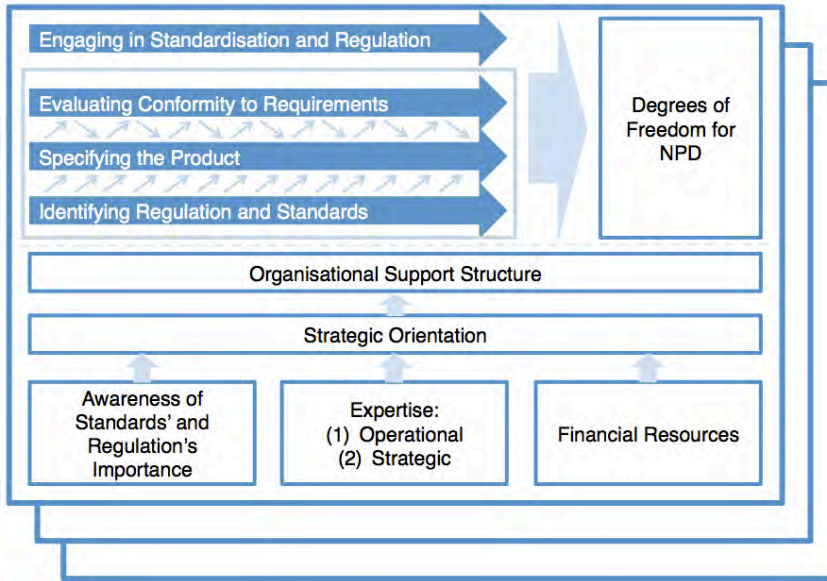 Engaging in Standardisation and Regulation
Evaluating Conformity to Requirements
Specifying the Product
Identifying Regulation and Standards
Degrees of
Freedom for
NPD
Organisational Support Structure
Strategic Orientation
Awareness of
Standards' and
Regulation's
Importance
Expertise:
(1) Operational
(2) Strategic
Financial Resources